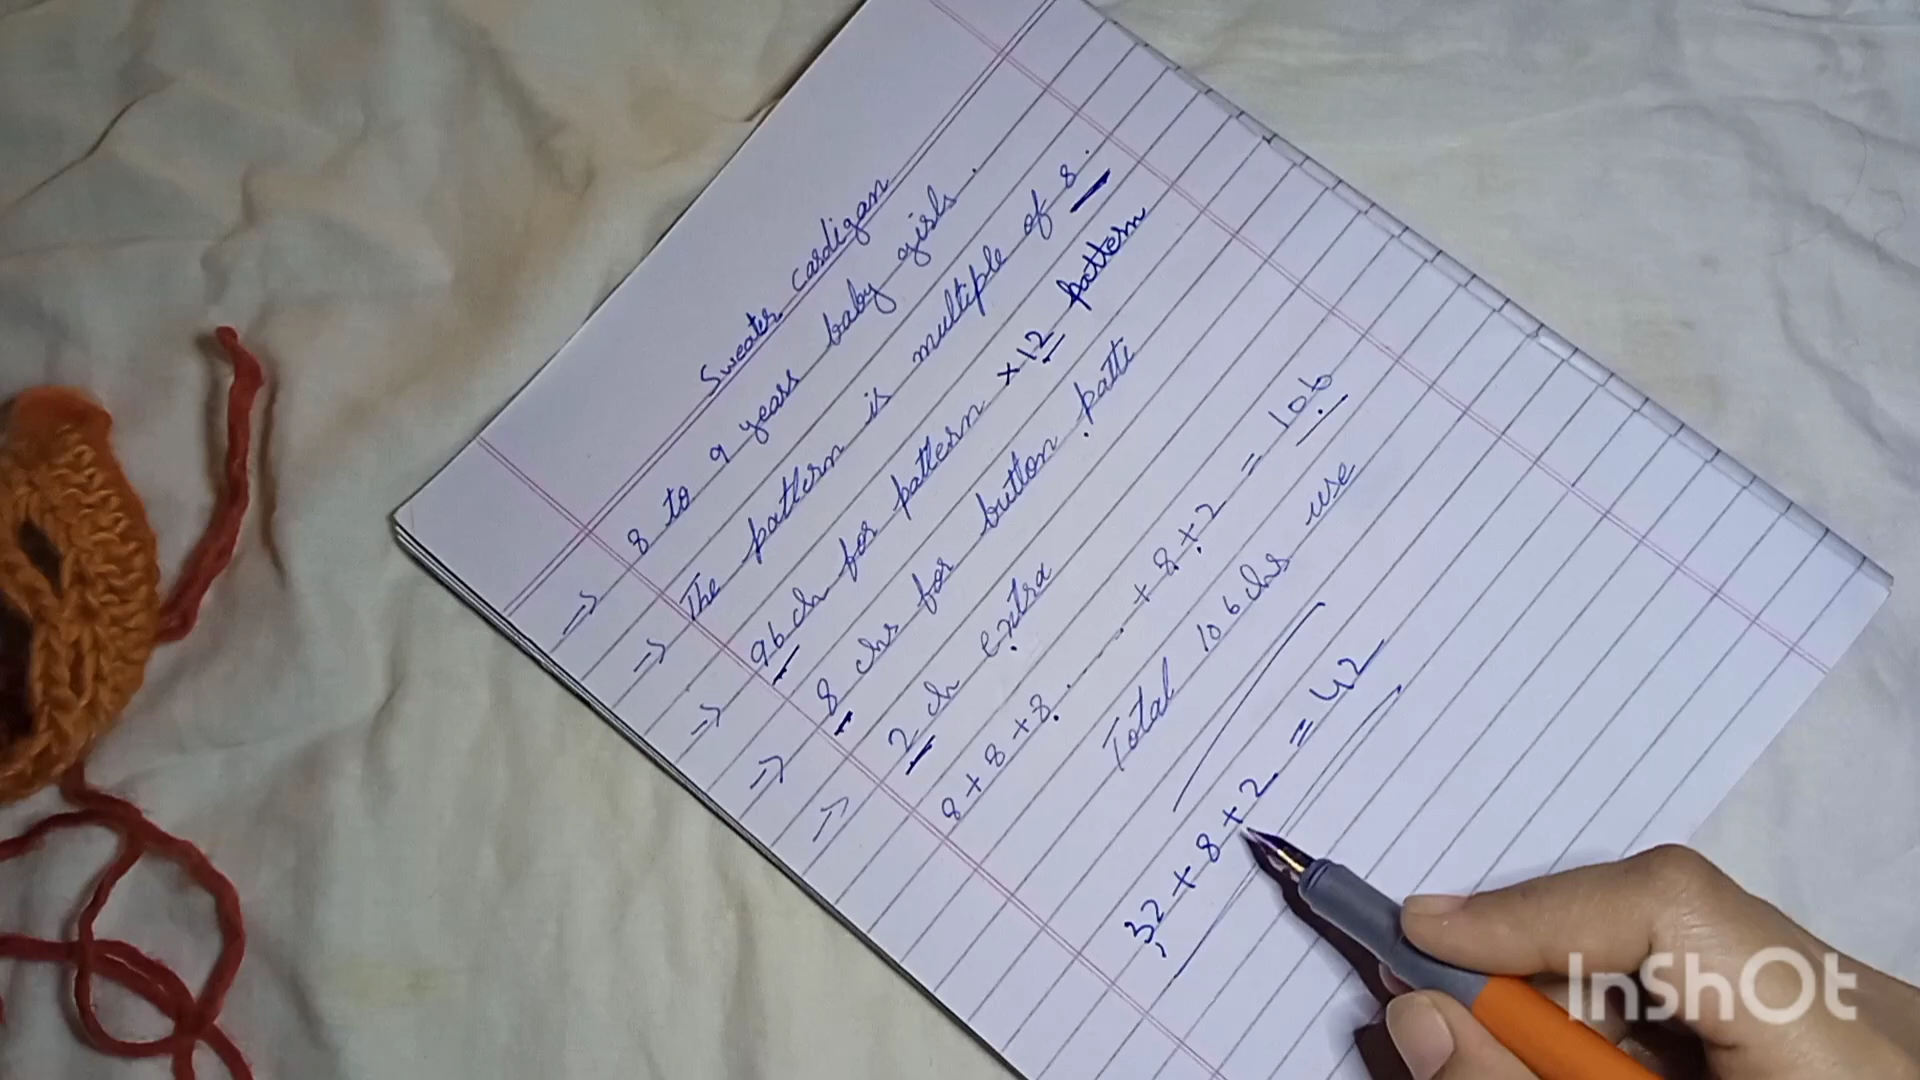 Sweater Cardigan
=> 8 to 9 years baby girls.
=> The pattern is multiple of 8.
=> 96 ch for pattern × 12 pattern
=> 8 chs for button patti
=> 2 ch extra
8 + 8 + 8 . . . . . . + 8 + 2 = 106
Total 106 chs use
32 + 8 + 2 = 42
InShOt